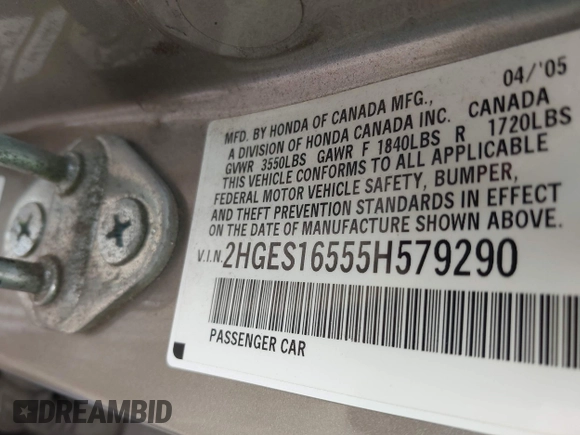 04/'05
MFD. BY HONDA OF CANADA MFG.,
A DIVISION OF HONDA CANADA INC. CANADA
GVWR 3550LBS GAWR F 1840LBS R 1720LBS
THIS VEHICLE CONFORMS TO ALL APPLICABLE
FEDERAL MOTOR VEHICLE SAFETY, BUMPER,
AND THEFT PREVENTION STANDARDS IN EFFECT
ON THE DATE OF MANUFACTURE SHOWN ABOVE.
V.I.N. 2HGES16555H579290
PASSENGER CAR
DREAMBID